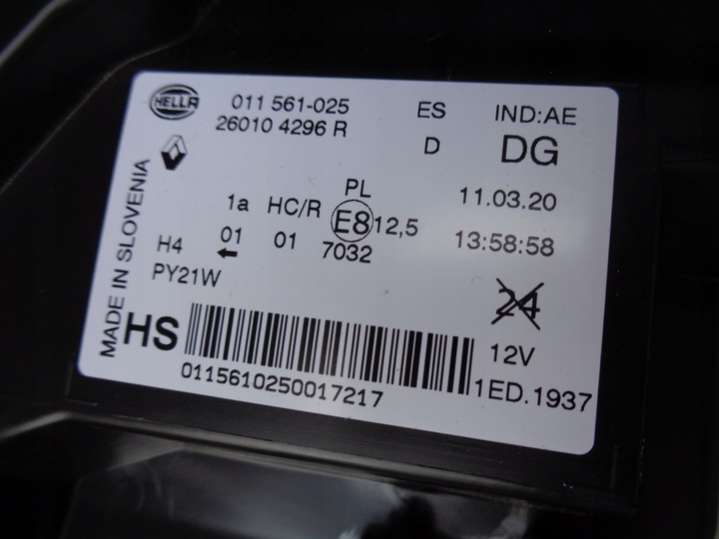 HELLA 011 561-025 ES IND:AE
26010 4296 R D DG
MADE IN SLOVENIA
PL 11.03.20
1a HC/R E8 12,5
01 01 7032 13:58:58
H4 ←
PY21W 24
HS 12V
0115610250017217 1ED.1937